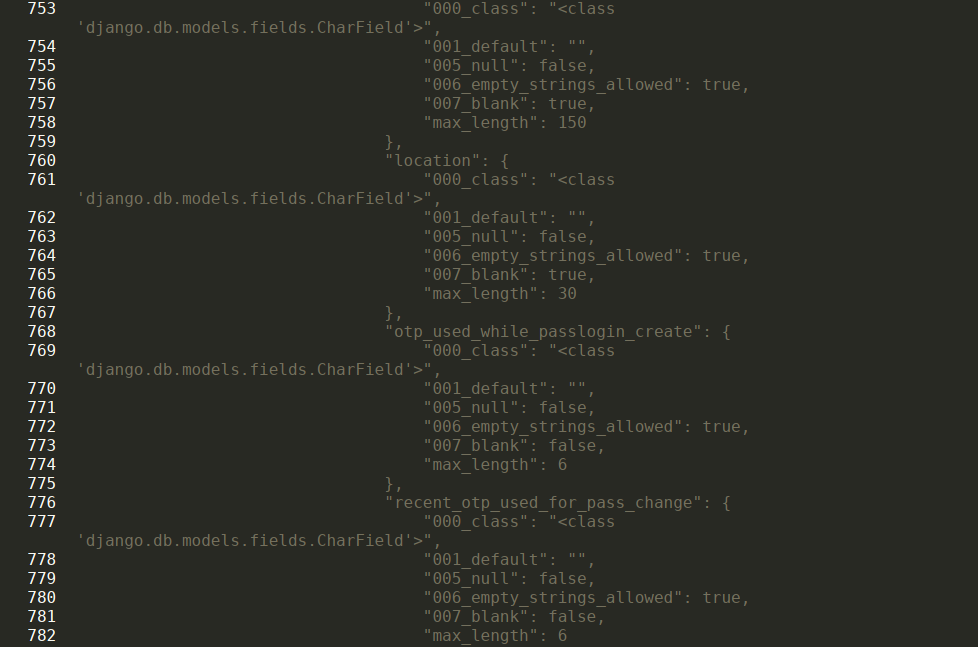 753 "000_class": "<class
'django.db.models.fields.CharField'>",
754 "001_default": "",
755 "005_null": false,
756 "006_empty_strings_allowed": true,
757 "007_blank": true,
758 "max_length": 150
759 },
760 "location": {
761 "000_class": "<class
'django.db.models.fields.CharField'>",
762 "001_default": "",
763 "005_null": false,
764 "006_empty_strings_allowed": true,
765 "007_blank": true,
766 "max_length": 30
767 },
768 "otp_used_while_passlogin_create": {
769 "000_class": "<class
'django.db.models.fields.CharField'>",
770 "001_default": "",
771 "005_null": false,
772 "006_empty_strings_allowed": true,
773 "007_blank": false,
774 "max_length": 6
775 },
776 "recent_otp_used_for_pass_change": {
777 "000_class": "<class
'django.db.models.fields.CharField'>",
778 "001_default": "",
779 "005_null": false,
780 "006_empty_strings_allowed": true,
781 "007_blank": false,
782 "max_length": 6